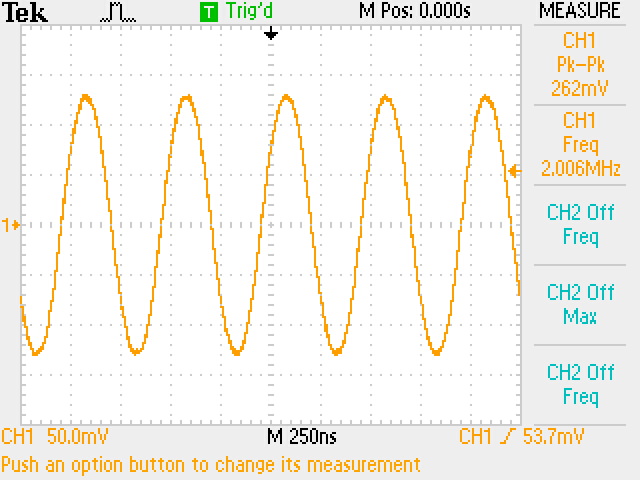 Tek T Trig'd M Pos: 0.000s MEASURE
CH1
Pk-Pk
262mV
CH1
Freq
2.006MHz
1
CH2 Off
Freq
CH2 Off
Max
CH2 Off
Freq
CH1 50.0mV M 250ns CH1 53.7mV
Push an option button to change its measurement